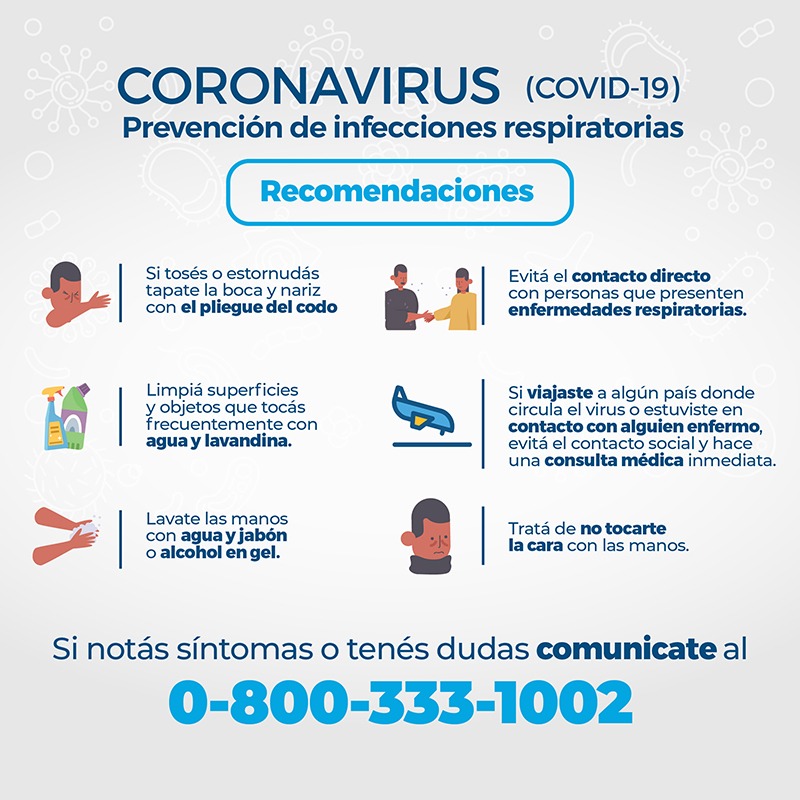 CORONAVIRUS (COVID-19)
Prevención de infecciones respiratorias
Recomendaciones
Si tosés o estornudás
tapate la boca y nariz
con el pliegue del codo
Evitá el contacto directo
con personas que presenten
enfermedades respiratorias.
Limpiá superficies
y objetos que tocás
frecuentemente con
agua y lavandina.
Si viajaste a algún país donde
circula el virus o estuviste en
contacto con alguien enfermo,
evitá el contacto social y hace
una consulta médica inmediata.
Lavate las manos
con agua y jabón
o alcohol en gel.
Tratá de no tocarte
la cara con las manos.
Si notás síntomas o tenés dudas comunicate al
0-800-333-1002